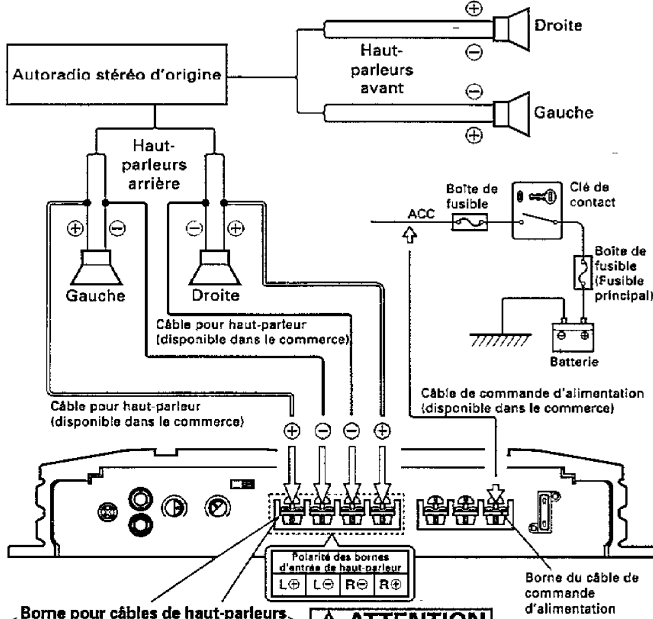 Autoradio stéréo d'origine
⊕
Droite
⊖
Haut-
parleurs
avant
⊖
Gauche
⊕
Haut-
parleurs
arrière
⊕ ⊖
Gauche
⊖ ⊕
Droite
ACC
Boîte de
fusible
Clé de
contact
Boîte de
fusible
(Fusible
principal)
⊖ ⊕
Batterie
Câble pour haut-parleur
(disponible dans le commerce)
Câble pour haut-parleur
(disponible dans le commerce)
Câble de commande d'alimentation
(disponible dans le commerce)
⊕ ⊖ ⊖ ⊕
Polarité des bornes
d'entrée de haut-parleur
L⊕ L⊖ R⊖ R⊕
Borne du câble de
commande
d'alimentation
Borne pour câbles de haut-parleurs
⚠ ATTENTION